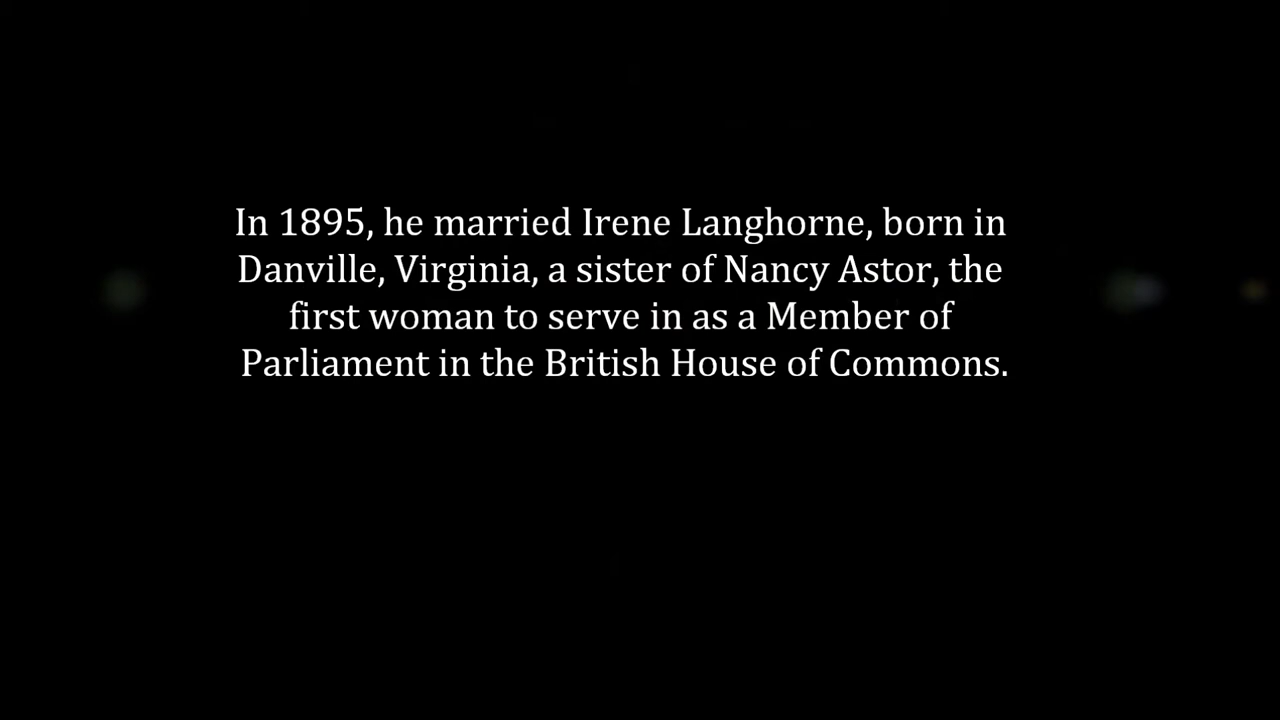 In 1895, he married Irene Langhorne, born in
Danville, Virginia, a sister of Nancy Astor, the
first woman to serve in as a Member of
Parliament in the British House of Commons.